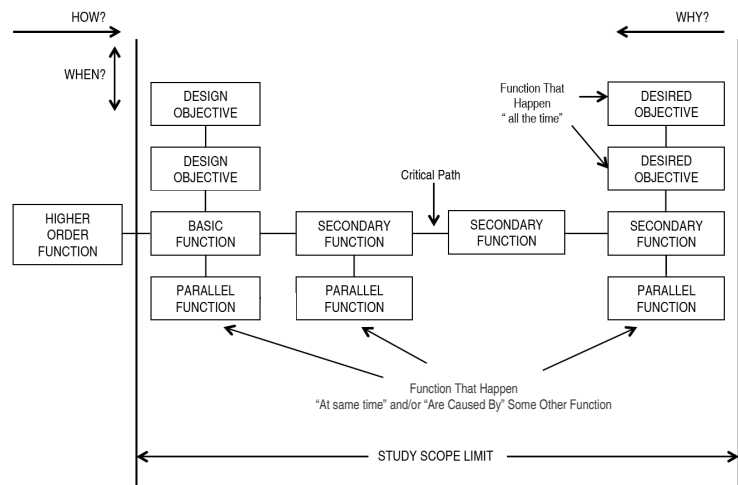 HOW?
WHY?
WHEN?
DESIGN
OBJECTIVE
Function That
Happen
“ all the time”
DESIRED
OBJECTIVE
DESIGN
OBJECTIVE
DESIRED
OBJECTIVE
Critical Path
HIGHER
ORDER
FUNCTION
BASIC
FUNCTION
SECONDARY
FUNCTION
SECONDARY
FUNCTION
SECONDARY
FUNCTION
PARALLEL
FUNCTION
PARALLEL
FUNCTION
PARALLEL
FUNCTION
Function That Happen
“At same time” and/or “Are Caused By” Some Other Function
STUDY SCOPE LIMIT